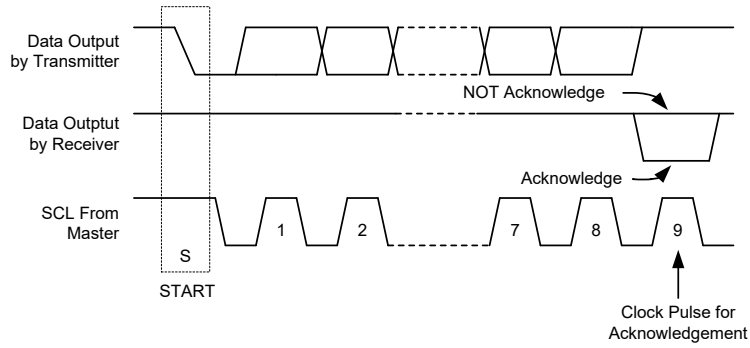 Data Output
by Transmitter
NOT Acknowledge
Data Outptut
by Receiver
Acknowledge
SCL From
Master
1
2
7
8
9
S
START
Clock Pulse for
Acknowledgement